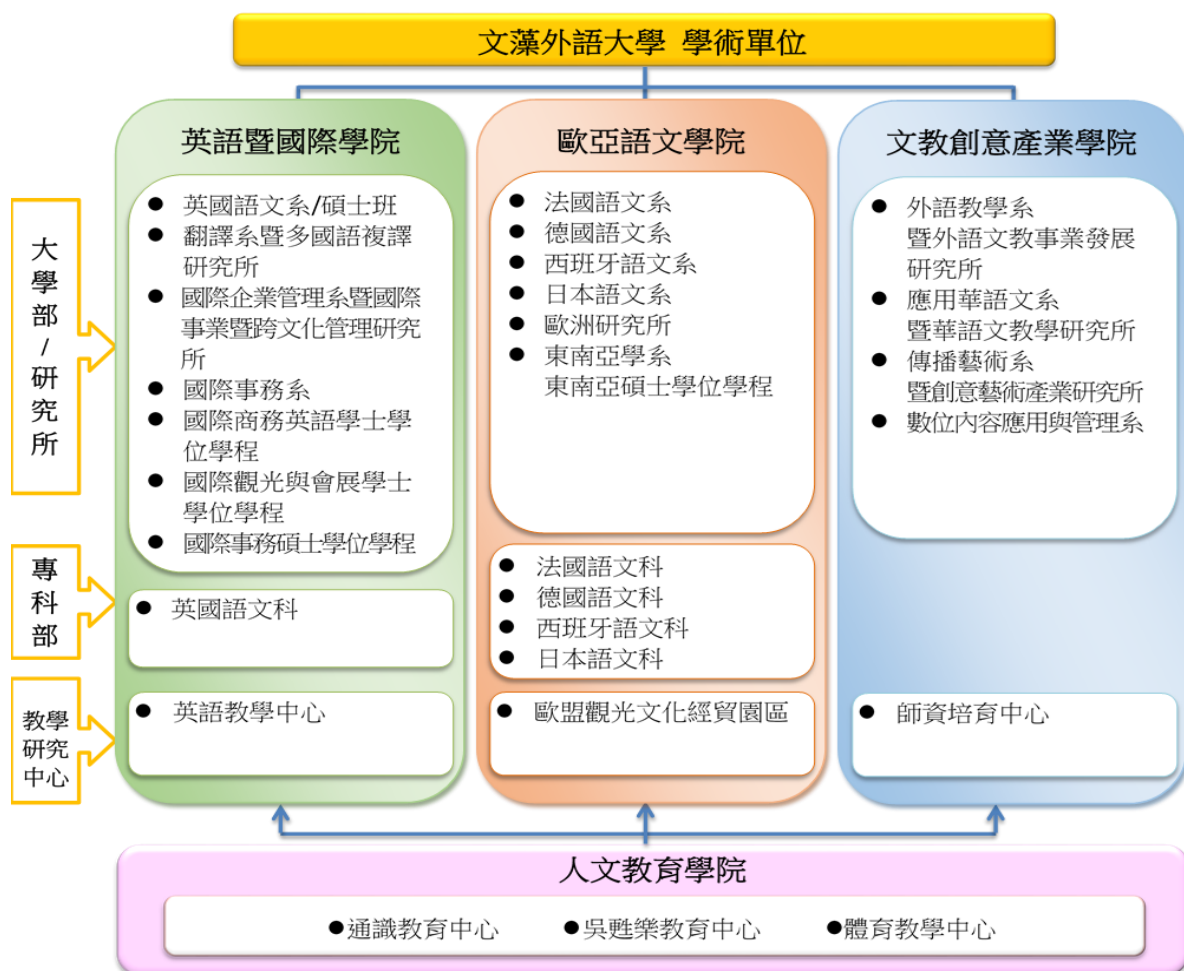 文藻外語大學 學術單位
英語暨國際學院
歐亞語文學院
文教創意產業學院
大學部/研究所
● 英國語文系/碩士班
● 翻譯系暨多國語複譯
研究所
● 國際企業管理系暨國際
事業暨跨文化管理研究
所
● 國際事務系
● 國際商務英語學士學
位學程
● 國際觀光與會展學士
學位學程
● 國際事務碩士學位學程
● 法國語文系
● 德國語文系
● 西班牙語文系
● 日本語文系
● 歐洲研究所
● 東南亞學系
東南亞碩士學位學程
● 外語教學系
暨外語文教事業發展
研究所
● 應用華語文系
暨華語文教學研究所
● 傳播藝術系
暨創意藝術產業研究所
● 數位內容應用與管理系
專科部
● 英國語文科
● 法國語文科
● 德國語文科
● 西班牙語文科
● 日本語文科
教學
研究
中心
● 英語教學中心
● 歐盟觀光文化經貿園區
● 師資培育中心
人文教育學院
●通識教育中心 ●吳甦樂教育中心 ●體育教學中心